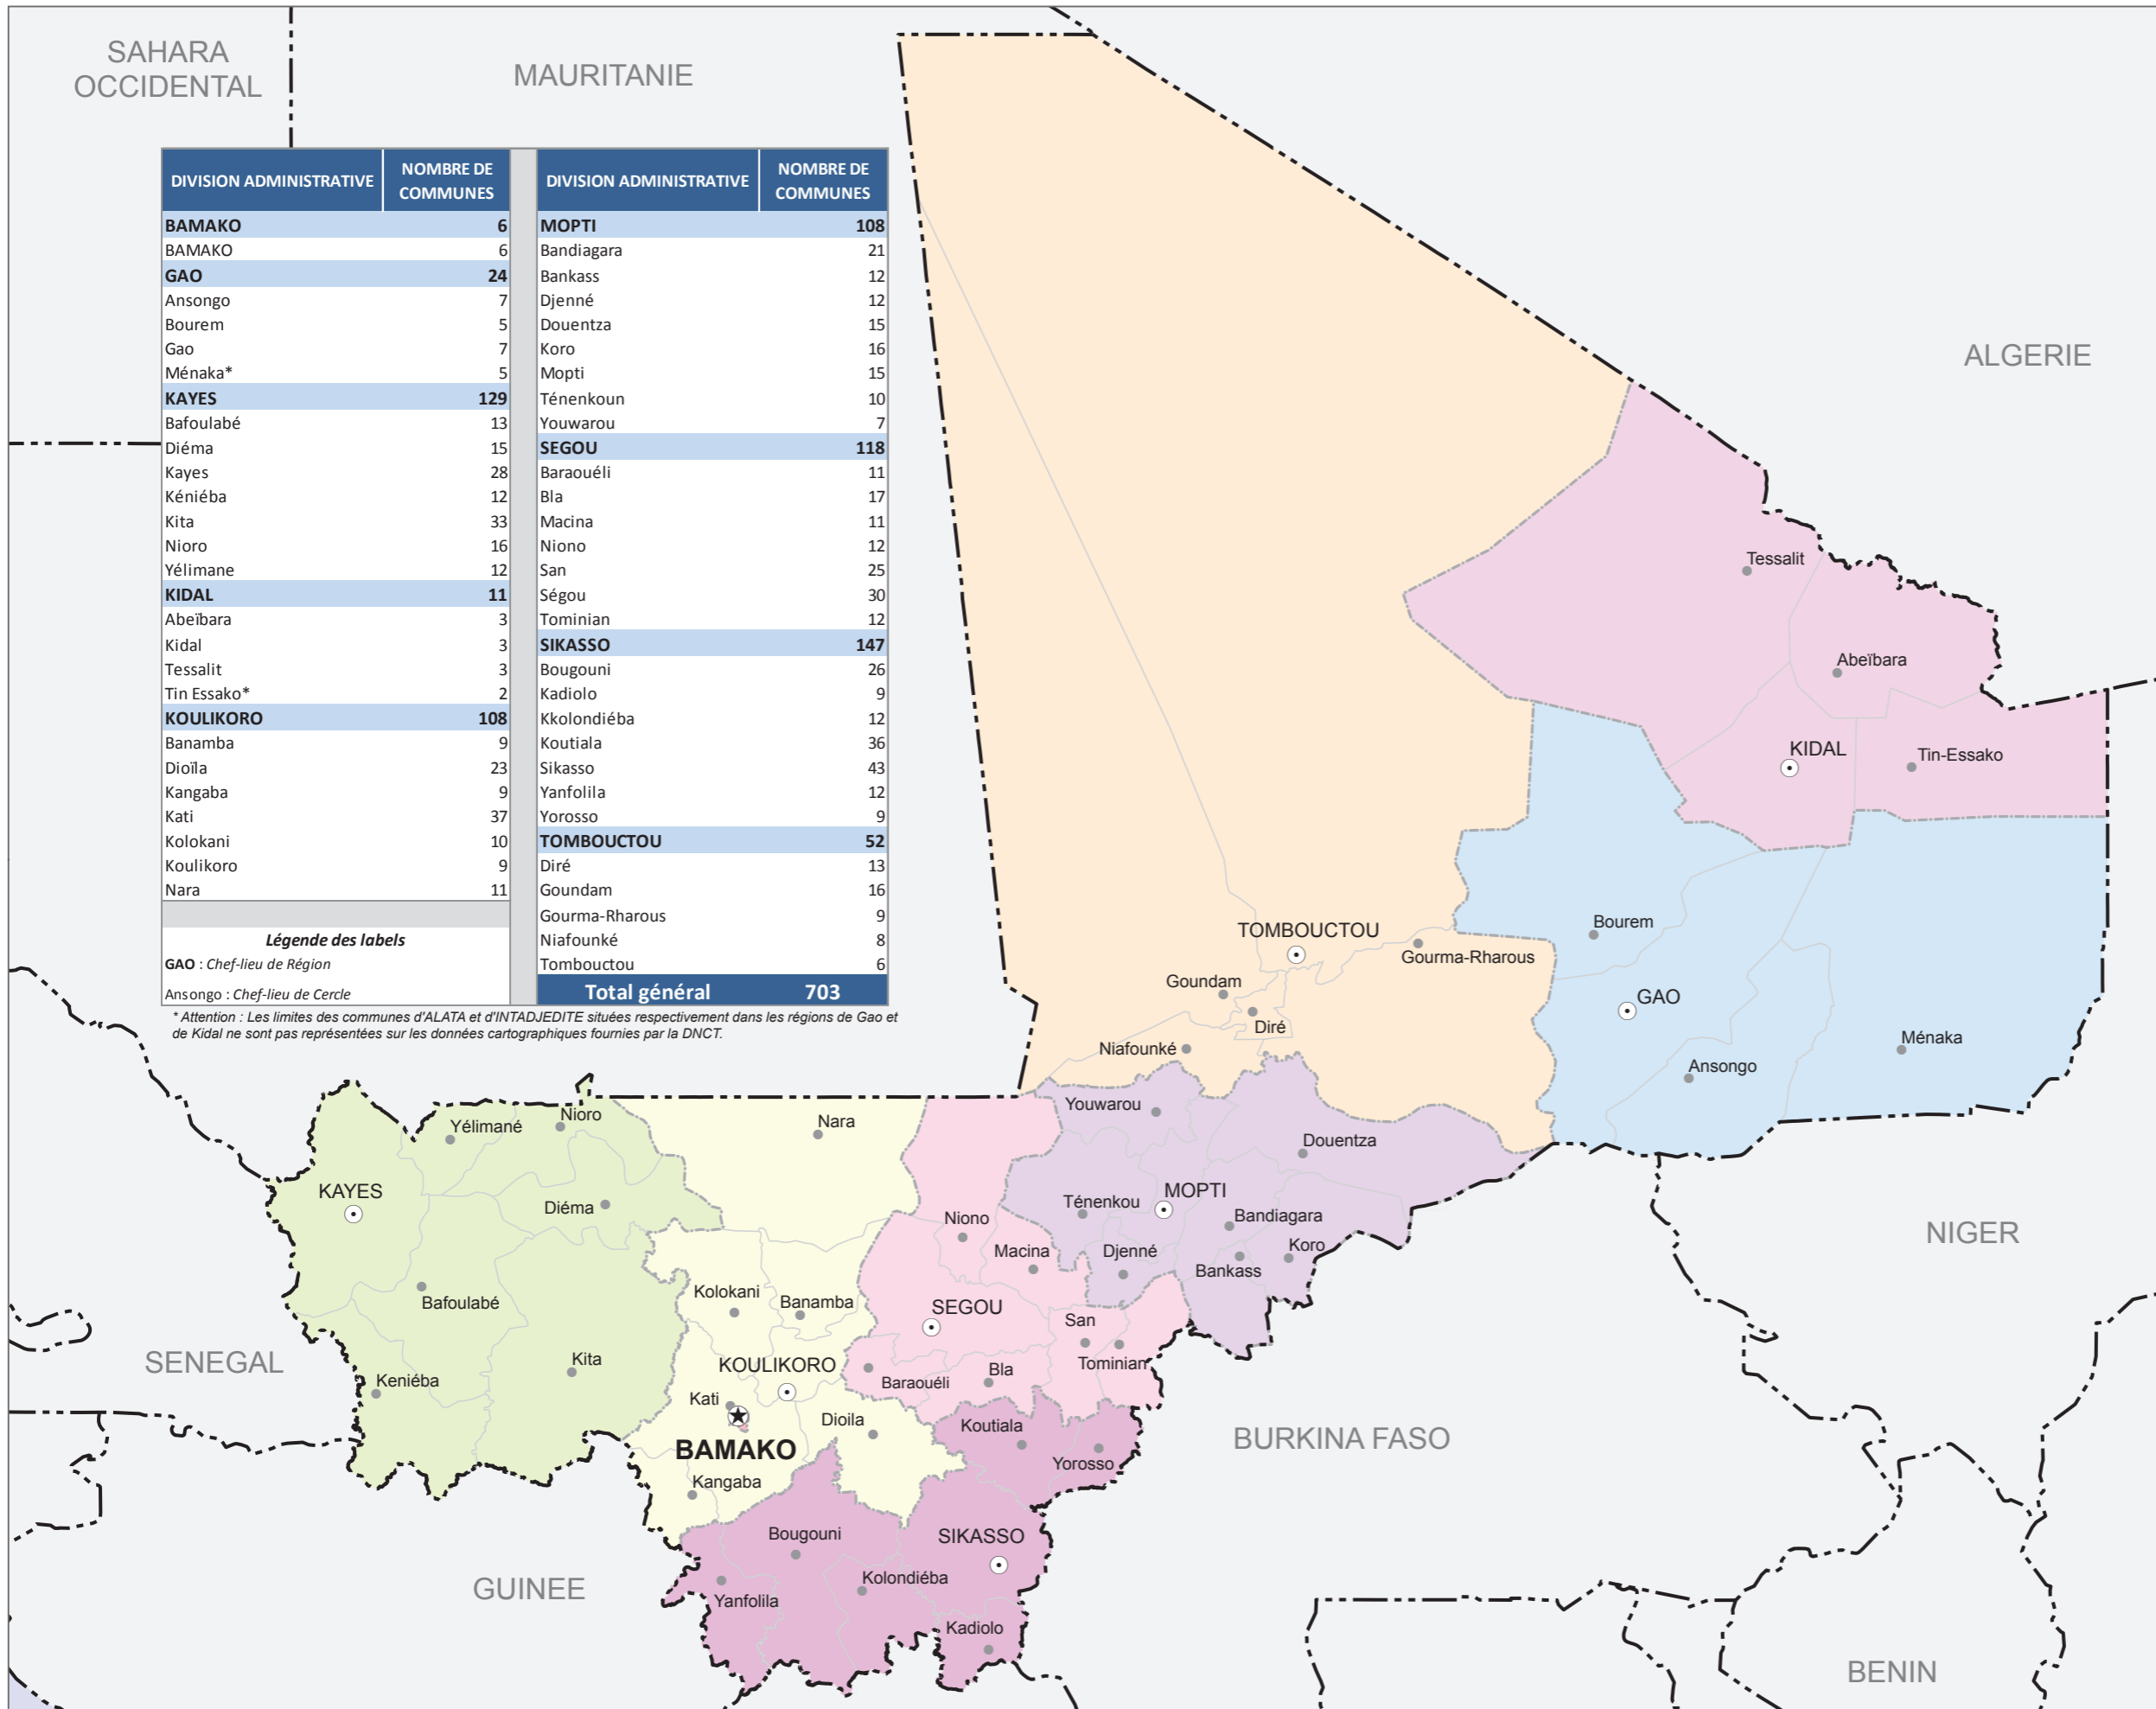 SAHARA
OCCIDENTAL
MAURITANIE
DIVISION ADMINISTRATIVE NOMBRE DE COMMUNES
BAMAKO 6
BAMAKO 6
GAO 24
Ansongo 7
Bourem 5
Gao 7
Ménaka* 5
KAYES 129
Bafoulabé 13
Diéma 15
Kayes 28
Kéniéba 12
Kita 33
Nioro 16
Yélimane 12
KIDAL 11
Abeïbara 3
Kidal 3
Tessalit 3
Tin Essako* 2
KOULIKORO 108
Banamba 9
Dioïla 23
Kangaba 9
Kati 37
Kolokani 10
Koulikoro 9
Nara 11
Légende des labels
GAO : Chef-lieu de Région
Ansongo : Chef-lieu de Cercle
DIVISION ADMINISTRATIVE NOMBRE DE COMMUNES
MOPTI 108
Bandiagara 21
Bankass 12
Djenné 12
Douentza 15
Koro 16
Mopti 15
Ténenkoun 10
Youwarou 7
SEGOU 118
Baraouéli 11
Bla 17
Macina 11
Niono 12
San 25
Ségou 30
Tominian 12
SIKASSO 147
Bougouni 26
Kadiolo 9
Kkolondiéba 12
Koutiala 36
Sikasso 43
Yanfolila 12
Yorosso 9
TOMBOUCTOU 52
Diré 13
Goundam 16
Gourma-Rharous 9
Niafounké 8
Tombouctou 6
Total général 703
* Attention : Les limites des communes d'ALATA et d'INTADJEDITE situées respectivement dans les régions de Gao et
de Kidal ne sont pas représentées sur les données cartographiques fournies par la DNCT.
ALGERIE
Tessalit
Abeïbara
KIDAL
Tin-Essako
Bourem
TOMBOUCTOU
Gourma-Rharous
Goundam
GAO
Diré
Ménaka
Niafounké
Ansongo
Youwarou
Nioro
Nara
Yélimané
Douentza
KAYES
MOPTI
Ténenkou
Diéma
Bandiagara
Niono
NIGER
Koro
Macina
Djenné
Bankass
Kolokani
Bafoulabé
Banamba
SEGOU
San
SENEGAL
Kita
KOULIKORO
Tominian
Bla
Keniéba
Baraouéli
Kati
Dioila
Koutiala
BURKINA FASO
BAMAKO
Yorosso
Kangaba
Bougouni
SIKASSO
Kolondiéba
GUINEE
Yanfolila
Kadiolo
BENIN